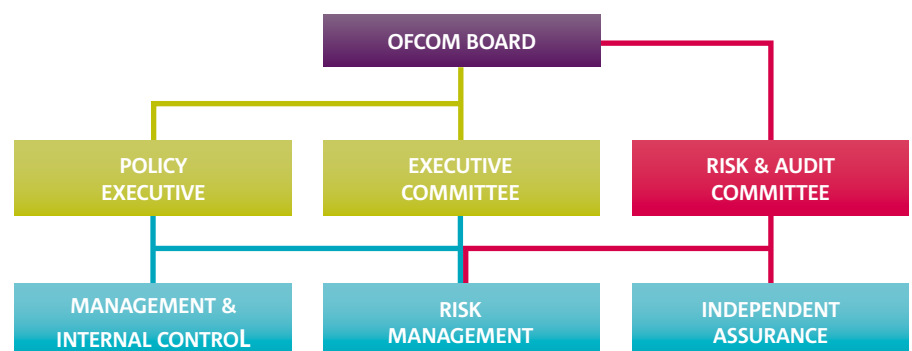 OFCOM BOARD
POLICY
EXECUTIVE
EXECUTIVE
COMMITTEE
RISK & AUDIT
COMMITTEE
MANAGEMENT &
INTERNAL CONTROL
RISK
MANAGEMENT
INDEPENDENT
ASSURANCE